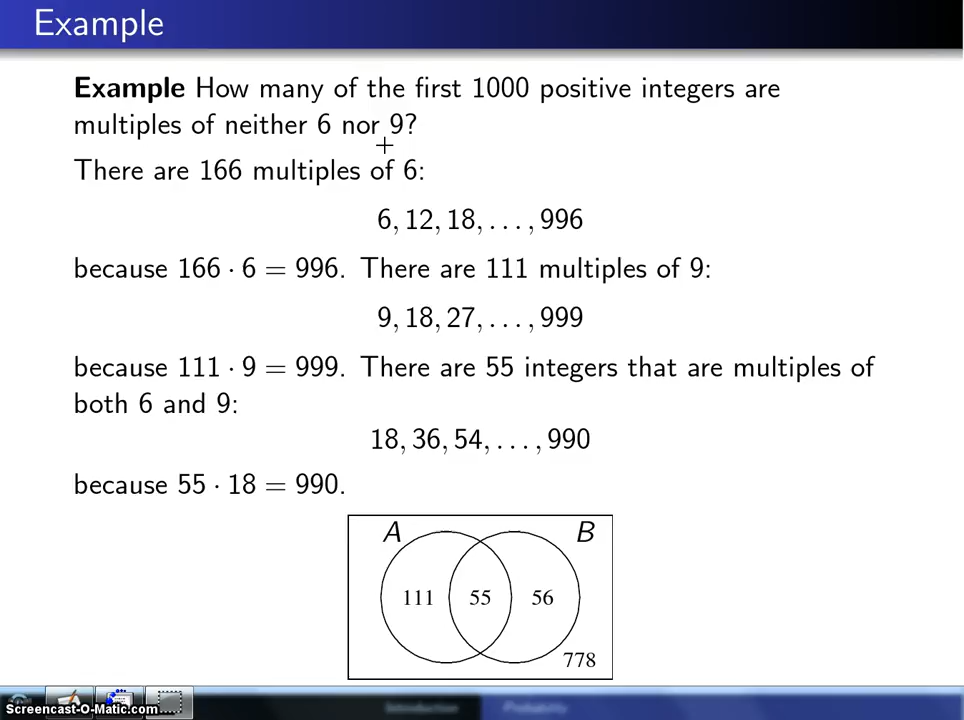 Example
Example How many of the first 1000 positive integers are
multiples of neither 6 nor 9?
There are 166 multiples of 6:
6, 12, 18, . . . , 996
because 166 · 6 = 996. There are 111 multiples of 9:
9, 18, 27, . . . , 999
because 111 · 9 = 999. There are 55 integers that are multiples of
both 6 and 9:
18, 36, 54, . . . , 990
because 55 · 18 = 990.
A B
111 55 56
778
Screencast-O-Matic.com
Introduction Probability